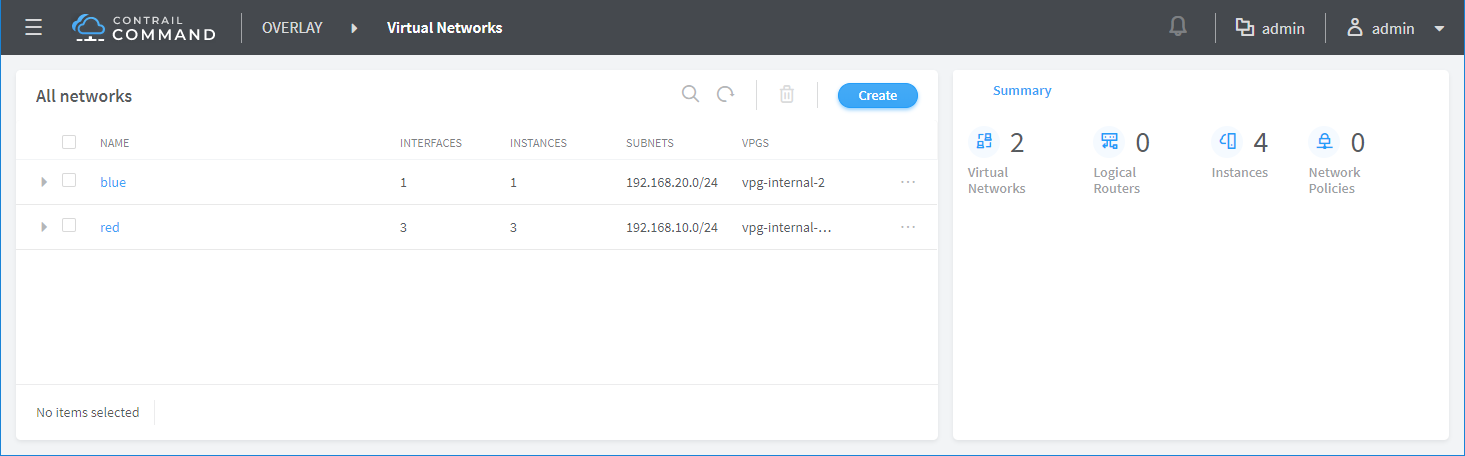 CONTRAIL
COMMAND
OVERLAY Virtual Networks admin admin
All networks Create
NAME INTERFACES INSTANCES SUBNETS VPGS
blue 1 1 192.168.20.0/24 vpg-internal-2 ...
red 3 3 192.168.10.0/24 vpg-internal-... ...
No items selected
Summary
2 0 4 0
Virtual Logical Instances Network
Networks Routers Policies